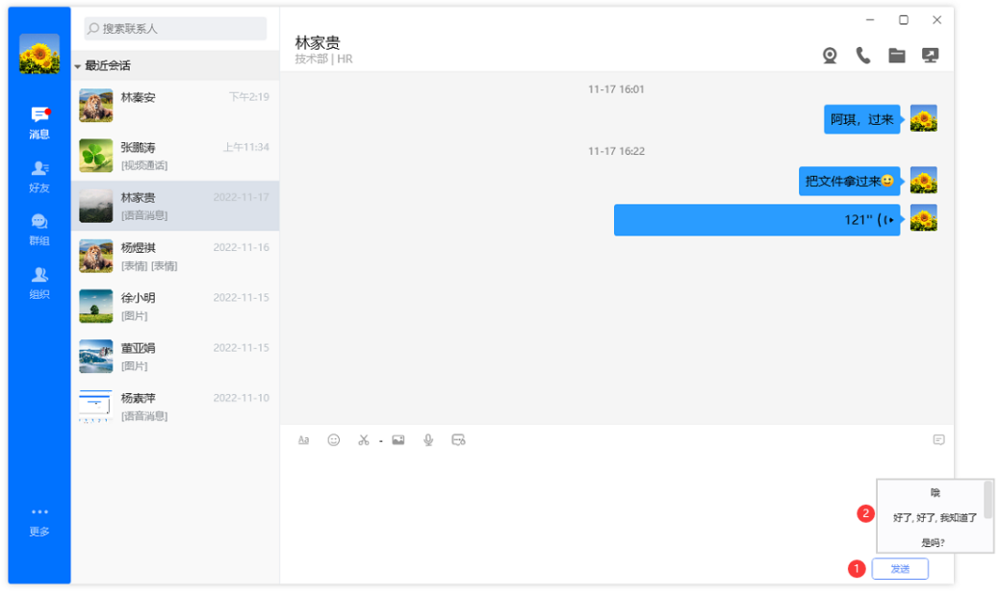 搜索联系人
最近会话
消息
好友
群组
组织
更多
林秦安 下午2:19
张鹏涛 上午11:34
[视频通话]
林家贵 2022-11-17
[语音消息]
杨煜祺 2022-11-16
[表情] [表情]
徐小明 2022-11-15
[图片]
董亚娟 2022-11-15
[图片]
杨素萍 2022-11-10
[语音消息]
林家贵
技术部 | HR
11-17 16:01
阿琪，过来
11-17 16:22
把文件拿过来
121''
Aa
2
好了, 好了, 我知道了
是吗?
1
发送